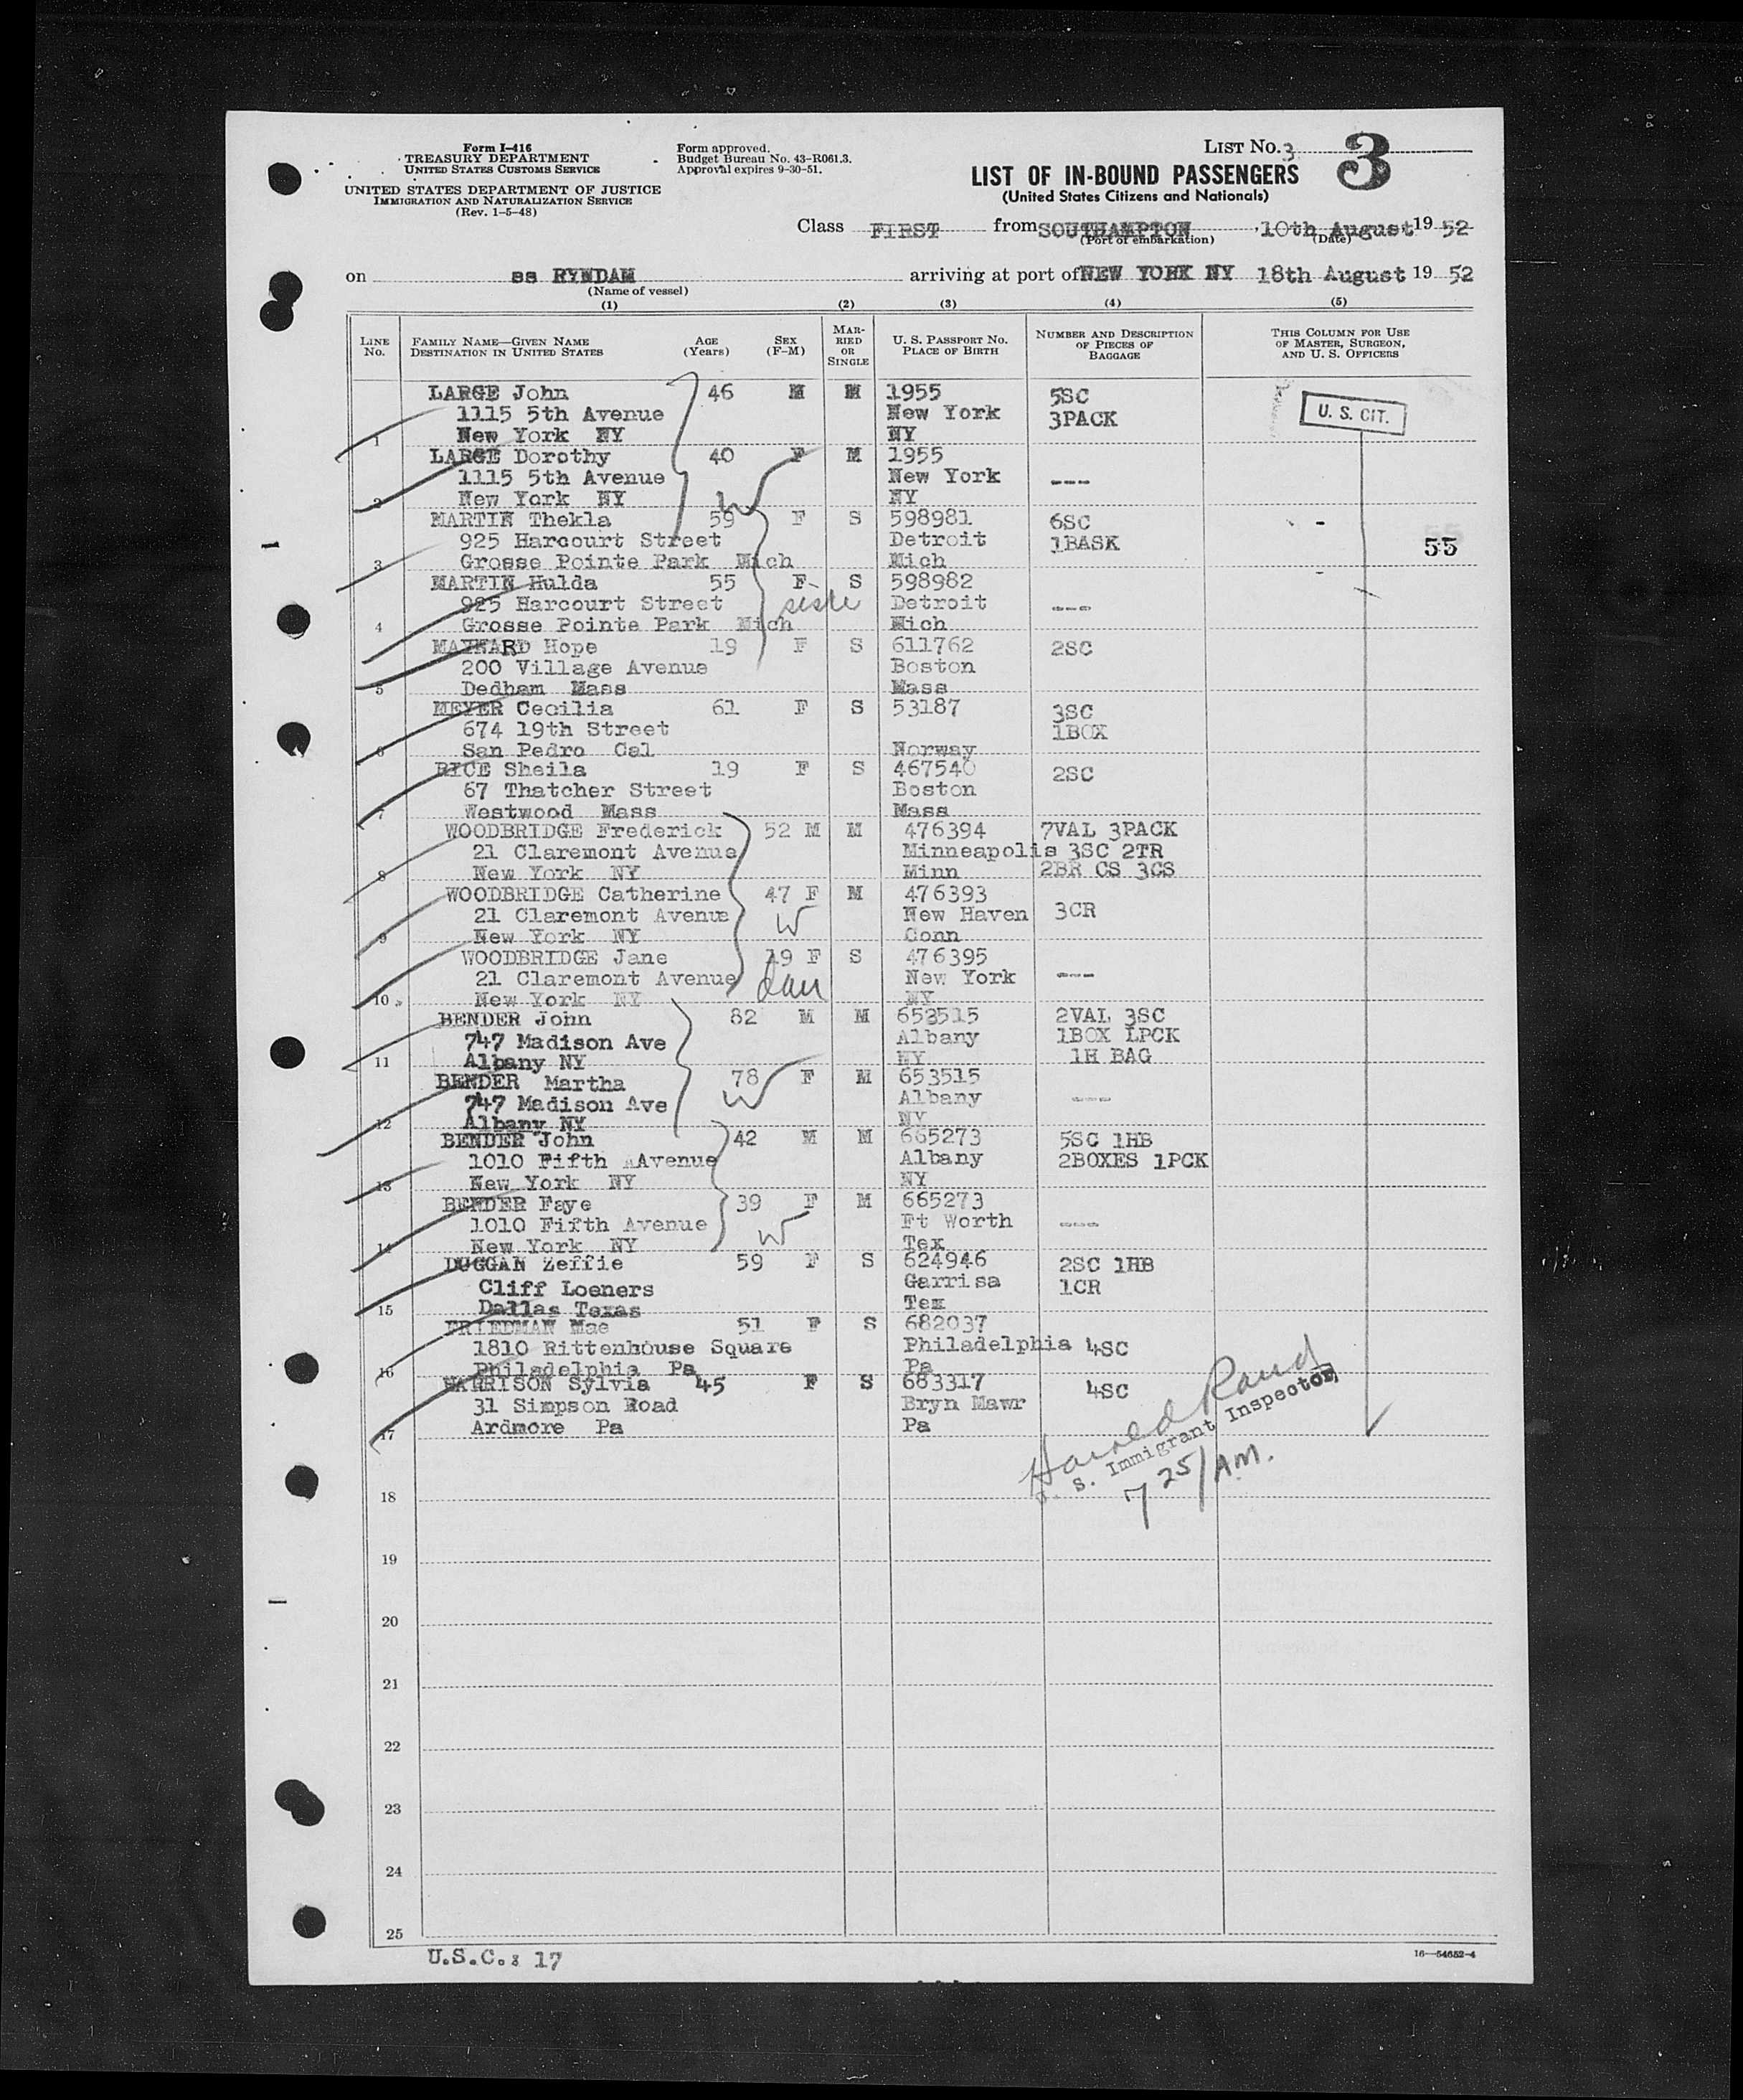 Form I-416
TREASURY DEPARTMENT
UNITED STATES CUSTOMS SERVICE
UNITED STATES DEPARTMENT OF JUSTICE
IMMIGRATION AND NATURALIZATION SERVICE
(Rev. 1-5-48)
Form approved.
Budget Bureau No. 43-R061.3.
Approval expires 9-30-51.
LIST NO. 3 3
LIST OF IN-BOUND PASSENGERS
(United States Citizens and Nationals)
Class FIRST from SOUTHAMPTON , 10th August, 19 52
(Port of embarkation) (Date)
on ss RYNDAM arriving at port of NEW YORK NY 18th August 19 52
(Name of vessel)
(1) (2) (3) (4) (5)
LINE No. FAMILY NAME—GIVEN NAME DESTINATION IN UNITED STATES AGE (Years) SEX (F-M) MARRIED OR SINGLE U. S. PASSPORT NO. PLACE OF BIRTH NUMBER AND DESCRIPTION OF PIECES OF BAGGAGE THIS COLUMN FOR USE OF MASTER, SURGEON, AND U. S. OFFICERS
LARGE John 46 M M 1955 5SC
1115 5th Avenue New York 3PACK U. S. CIT.
1 New York NY NY
LARGE Dorothy 40 F M 1955
1115 5th Avenue New York ---
2 New York NY W NY
MARTIN Thekla 59 F S 598981 6SC -
925 Harcourt Street Detroit 1BASK 55
3 Grosse Pointe Park Mich Mich
MARTIN Hulda 55 F S 598982
925 Harcourt Street Detroit ---
4 Grosse Pointe Park Mich Mich
MAYNARD Hope 19 F S 611762 2SC
200 Village Avenue Boston
5 Dedham Mass Mass
MEYER Cecilia 61 F S 53187 3SC
674 19th Street 1BOX
6 San Pedro Cal Norway
RICE Sheila 19 F S 467540 2SC
67 Thatcher Street Boston
7 Westwood Mass Mass
WOODBRIDGE Frederick 52 M M 476394 7VAL 3PACK
21 Claremont Avenue Minneapolis 3SC 2TR
8 New York NY Minn 2BR CS 3CS
WOODBRIDGE Catherine 47 F M 476393
21 Claremont Avenue W New Haven 3CR
9 New York NY Conn
WOODBRIDGE Jane 19 F S 476395
21 Claremont Avenue dau New York ---
10 New York NY NY
BENDER John 82 M M 653515 2VAL 3SC
747 Madison Ave Albany 1BOX LPCK
11 Albany NY NY 1H BAG
BENDER Martha 78 F M 653515
747 Madison Ave W Albany ---
12 Albany NY NY
BENDER John 42 M M 665273 5SC 1HB
1010 Fifth AAvenue Albany 2BOXES 1PCK
13 New York NY NY
BENDER Faye 39 F M 665273
1010 Fifth Avenue W Ft Worth ---
14 New York NY Tex
DUGGAN Zeffie 59 F S 624946 2SC 1HB
Cliff Loeners Garrisa 1CR
15 Dallas Texas Tex
FRIEDMAN Mae 51 F S 682037
1810 Rittenhouse Square Philadelphia 4SC
16 Philadelphia Pa Pa
HARRISON Sylvia 45 F S 683317 4SC
31 Simpson Road Bryn Mawr
17 Ardmore Pa Pa
Harold Rand
U. S. Immigrant Inspector
7 25/AM.
18
19
20
21
22
23
24
25
U.S.C.: 17
16—54652-4